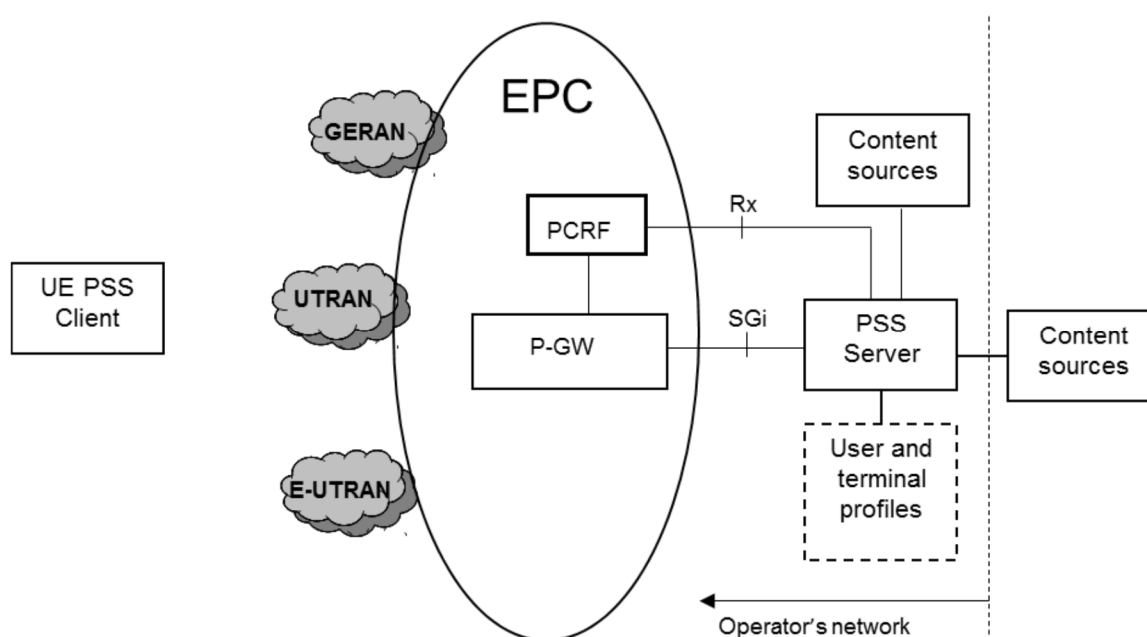 EPC
GERAN
Content
sources
Rx
PCRF
UE PSS
Client
UTRAN
SGi
PSS
Server
P-GW
Content
sources
User and
terminal
profiles
E-UTRAN
Operator's network